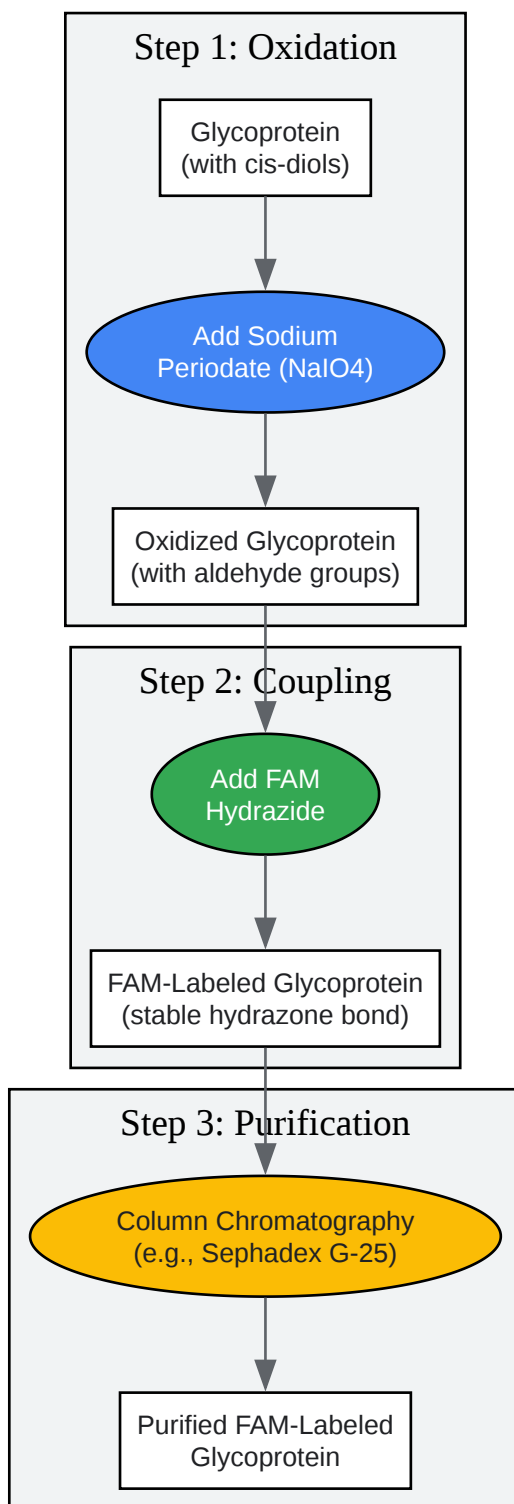 Step 1: Oxidation
Glycoprotein
(with cis-diols)
Add Sodium
Periodate (NaIO4)
Oxidized Glycoprotein
(with aldehyde groups)
Step 2: Coupling
Add FAM
Hydrazide
FAM-Labeled Glycoprotein
(stable hydrazone bond)
Step 3: Purification
Column Chromatography
(e.g., Sephadex G-25)
Purified FAM-Labeled
Glycoprotein